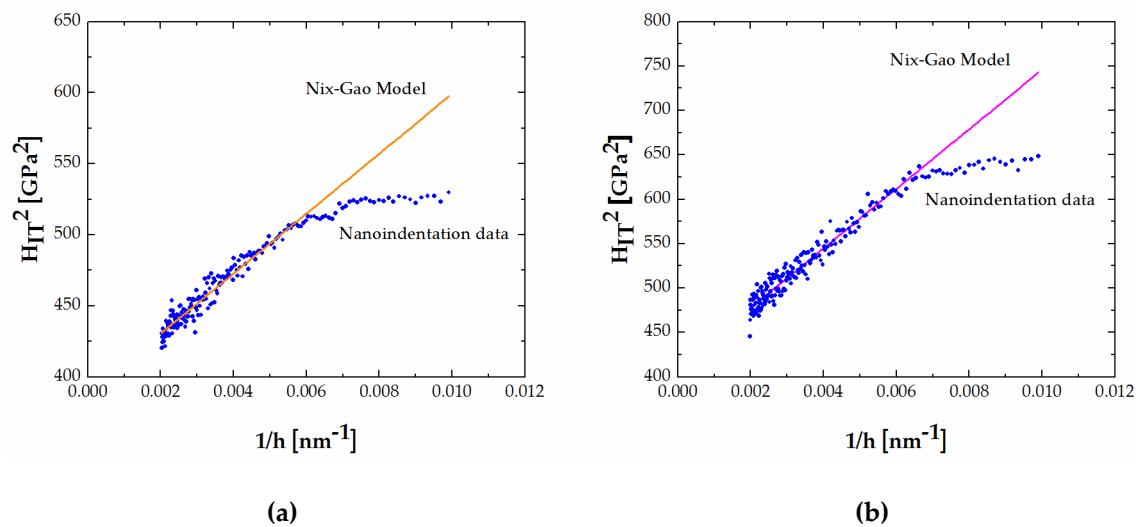 650
600
550
500
450
400
H_IT^2 [GPa^2]
Nix-Gao Model
Nanoindentation data
0.000 0.002 0.004 0.006 0.008 0.010 0.012
1/h [nm^-1]
(a)
800
750
700
650
600
550
500
450
400
H_IT^2 [GPa^2]
Nix-Gao Model
Nanoindentation data
0.000 0.002 0.004 0.006 0.008 0.010 0.012
1/h [nm^-1]
(b)